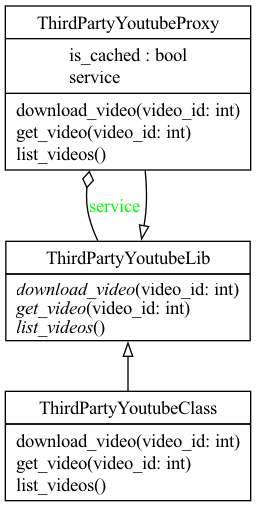 ThirdPartyYoutubeProxy
is_cached : bool
service
download_video(video_id: int)
get_video(video_id: int)
list_videos()
service
ThirdPartyYoutubeLib
download_video(video_id: int)
get_video(video_id: int)
list_videos()
ThirdPartyYoutubeClass
download_video(video_id: int)
get_video(video_id: int)
list_videos()